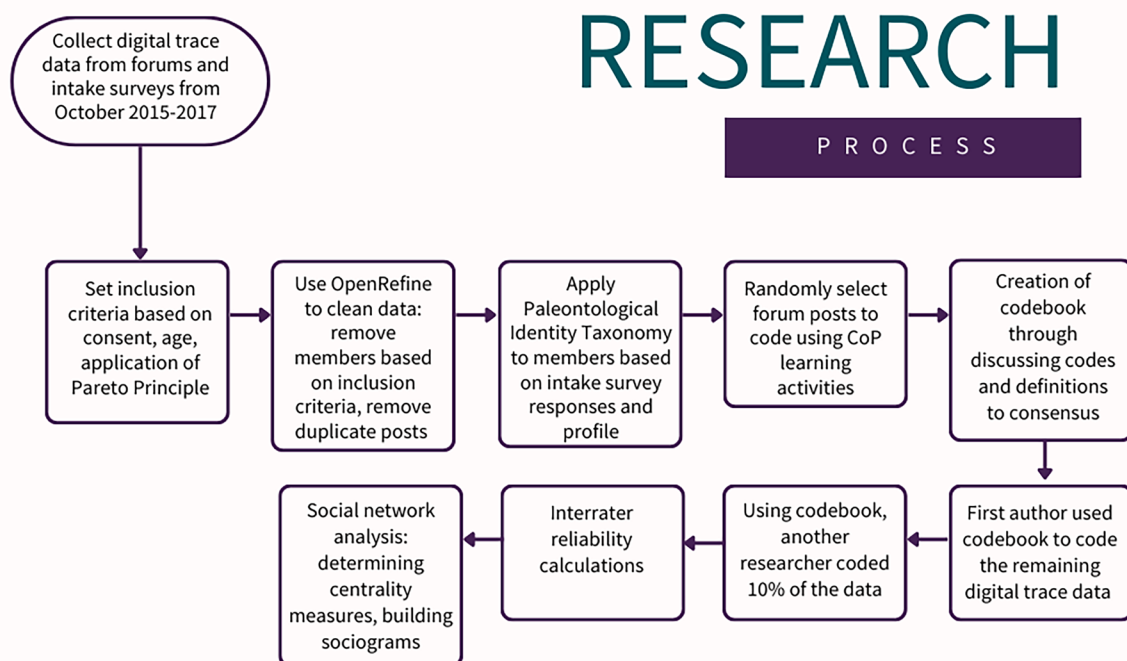 RESEARCH
PROCESS
Collect digital trace
data from forums and
intake surveys from
October 2015-2017
Set inclusion
criteria based on
consent, age,
application of
Pareto Principle
Use OpenRefine
to clean data:
remove
members based
on inclusion
criteria, remove
duplicate posts
Apply
Paleontological
Identity Taxonomy
to members based
on intake survey
responses and
profile
Randomly select
forum posts to
code using CoP
learning
activities
Creation of
codebook
through
discussing codes
and definitions
to consensus
First author used
codebook to code
the remaining
digital trace data
Using codebook,
another
researcher coded
10% of the data
Interrater
reliability
calculations
Social network
analysis:
determining
centrality
measures, building
sociograms